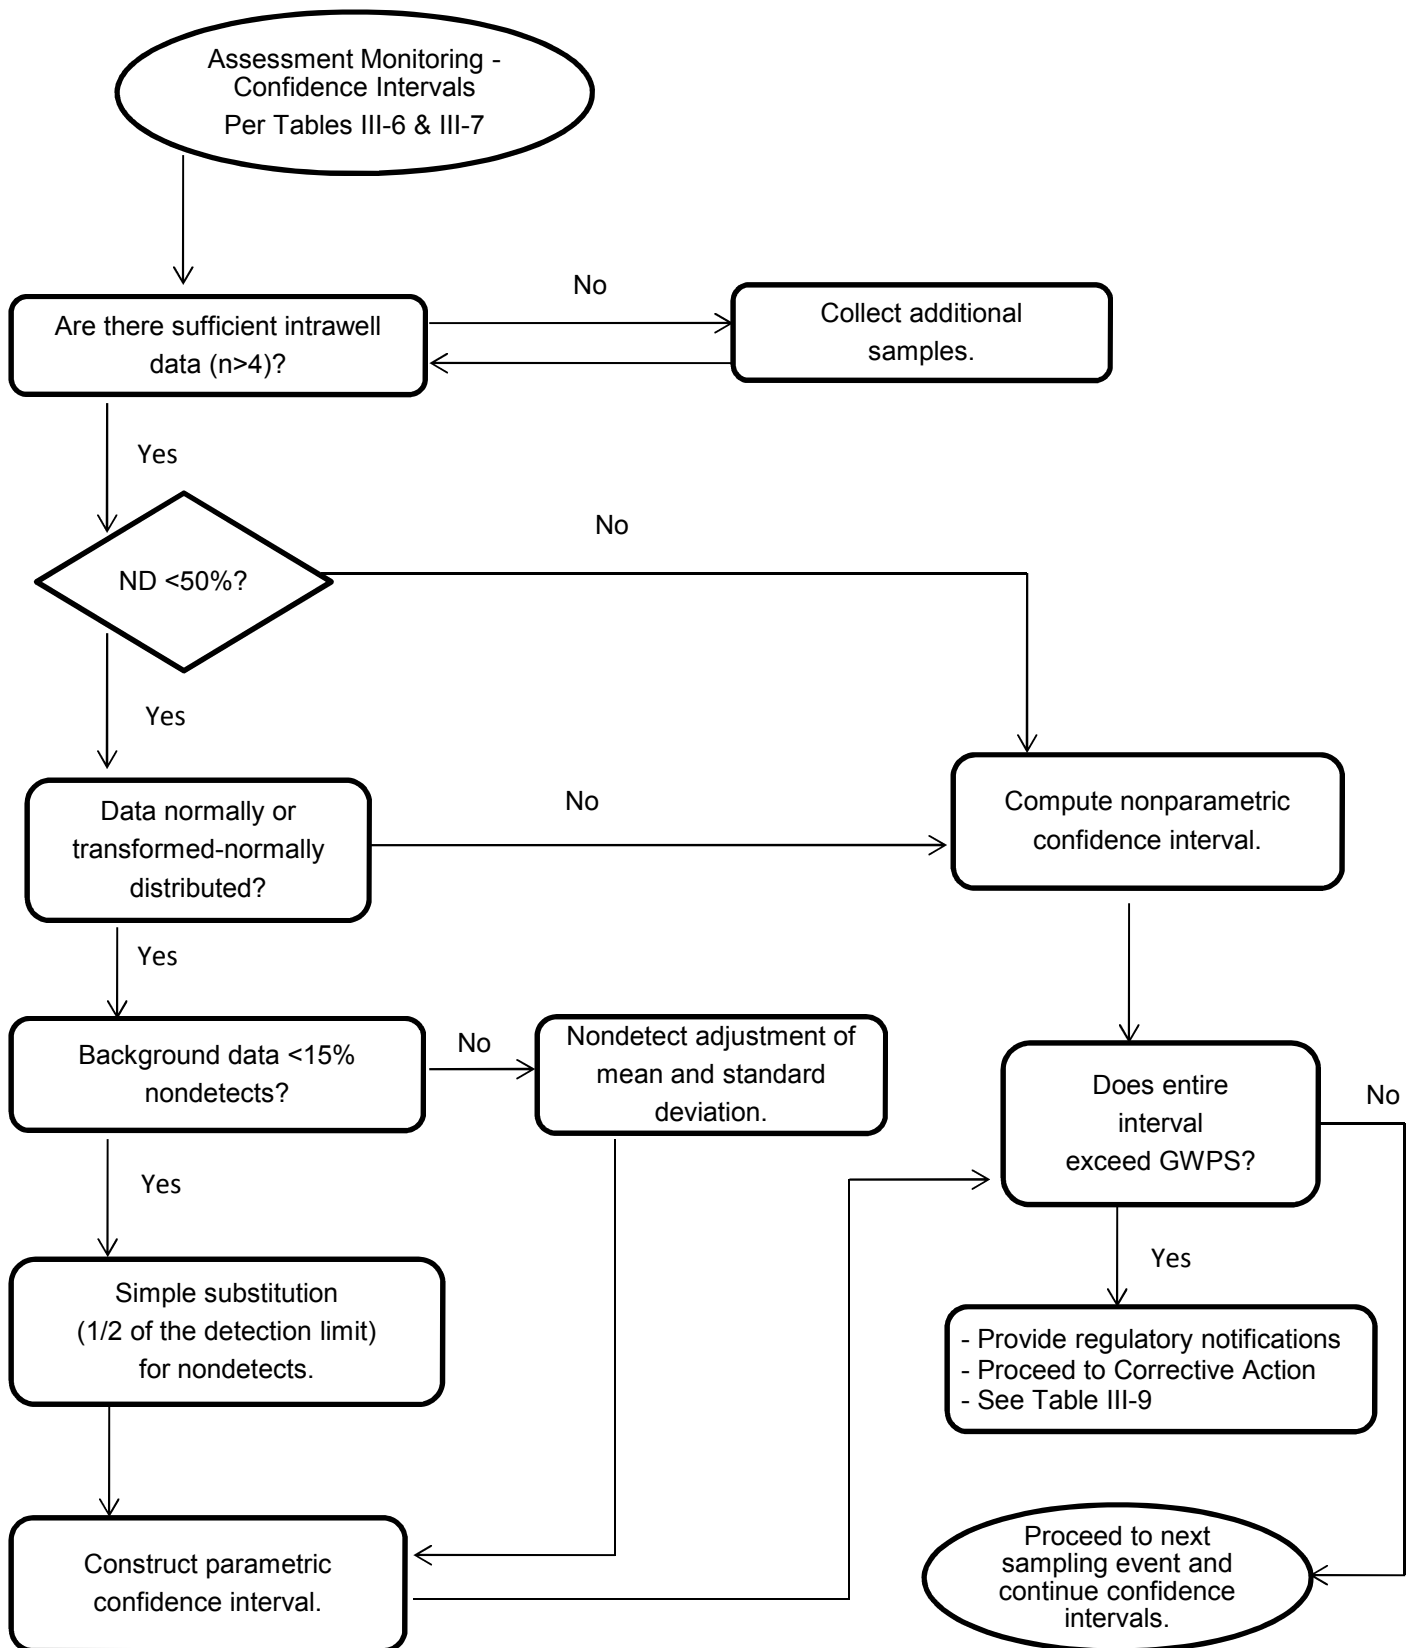 Assessment Monitoring -
Confidence Intervals
Per Tables III-6 & III-7
No
Are there sufficient intrawell
data (n>4)?
Collect additional
samples.
Yes
No
ND <50%?
Yes
Data normally or
transformed-normally
distributed?
No
Compute nonparametric
confidence interval.
Yes
Background data <15%
nondetects?
No
Nondetect adjustment of
mean and standard
deviation.
Does entire
interval
exceed GWPS?
No
Yes
Yes
Simple substitution
(1/2 of the detection limit)
for nondetects.
- Provide regulatory notifications
- Proceed to Corrective Action
- See Table III-9
Construct parametric
confidence interval.
Proceed to next
sampling event and
continue confidence
intervals.